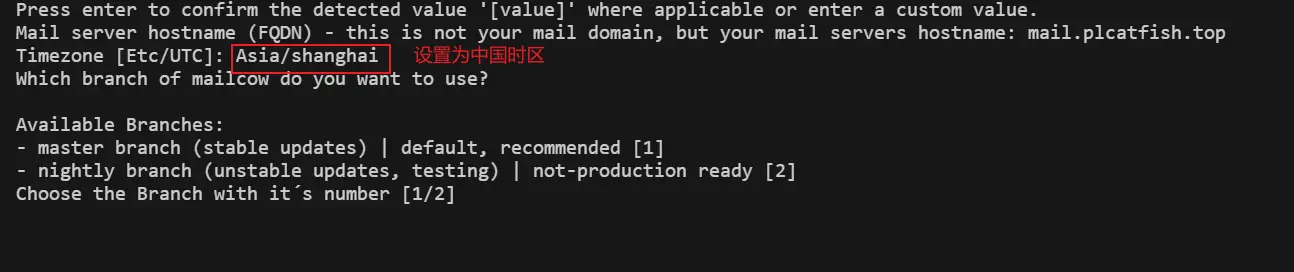 Press enter to confirm the detected value '[value]' where applicable or enter a custom value.
Mail server hostname (FQDN) - this is not your mail domain, but your mail servers hostname: mail.plcatfish.top
Timezone [Etc/UTC]: Asia/shanghai 设置为中国时区
Which branch of mailcow do you want to use?
Available Branches:
- master branch (stable updates) | default, recommended [1]
- nightly branch (unstable updates, testing) | not-production ready [2]
Choose the Branch with it´s number [1/2]